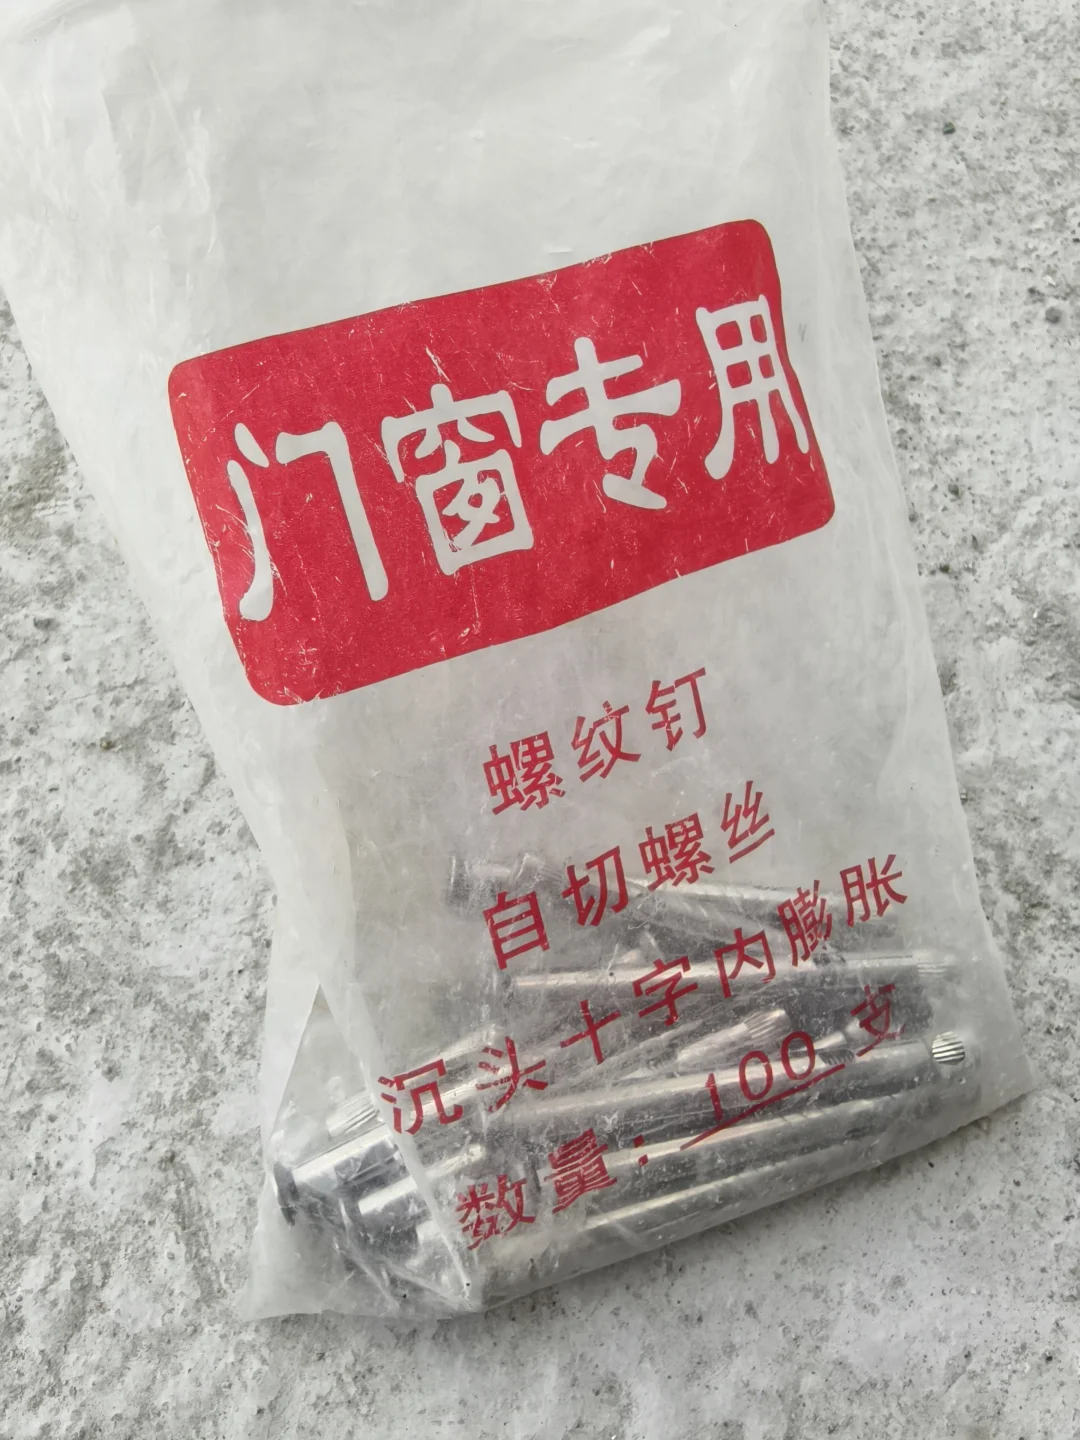 门窗专用
螺纹钉
自切螺丝
沉头十字内膨胀
数量：100支